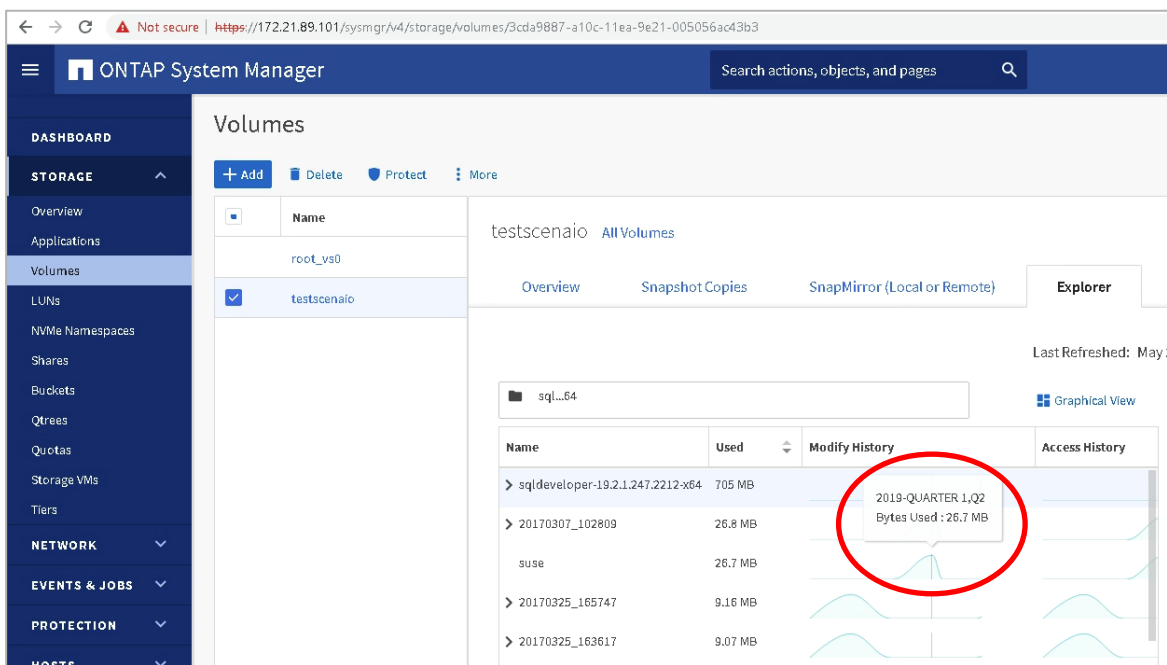 Not secure | https://172.21.89.101/sysmgr/v4/storage/volumes/3cda9887-a10c-11ea-9e21-005056ac43b3
ONTAP System Manager
Search actions, objects, and pages
DASHBOARD
STORAGE
Overview
Applications
Volumes
LUNs
NVMe Namespaces
Shares
Buckets
Qtrees
Quotas
Storage VMs
Tiers
NETWORK
EVENTS & JOBS
PROTECTION
HOSTS
Volumes
+ Add Delete Protect More
Name
root_vs0
testscenaio
testscenaio All Volumes
Overview Snapshot Copies SnapMirror (Local or Remote) Explorer
Last Refreshed: May
sql...64
Graphical View
Name Used Modify History Access History
sqldeveloper-19.2.1.247.2212-x64 705 MB
20170307_102809 26.8 MB
suse 26.7 MB
20170325_165747 9.16 MB
20170325_163617 9.07 MB
2019-QUARTER 1,Q2
Bytes Used : 26.7 MB